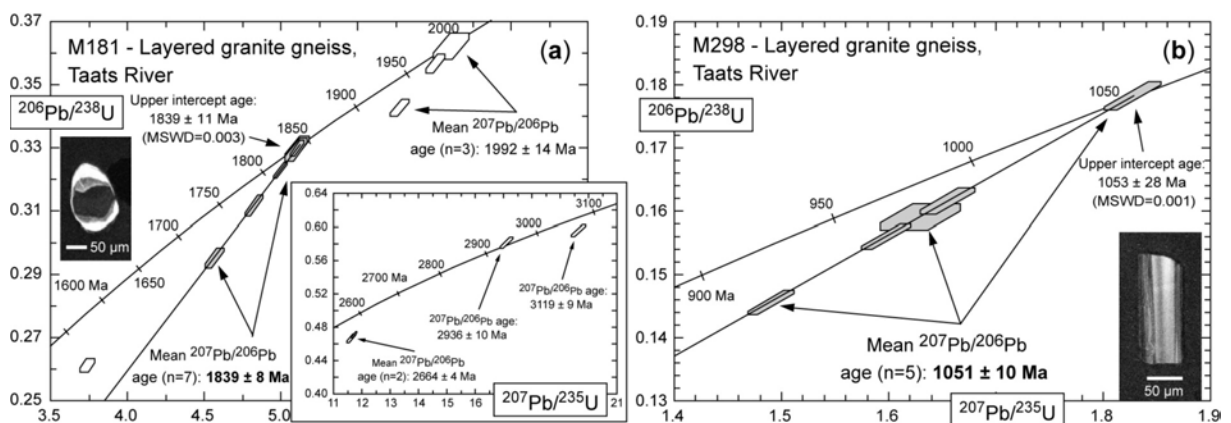 M181 - Layered granite gneiss,
Taats River
(a)
206Pb/238U
0.39
0.37
0.35
0.33
0.31
0.29
0.27
0.25
Upper intercept age:
1839 ± 11 Ma
(MSWD=0.003)
2000
1950
1900
1850
1800
1750
1700
1650
1600 Ma
Mean 207Pb/206Pb
age (n=3): 1992 ± 14 Ma
50 µm
Mean 207Pb/206Pb
age (n=7): 1839 ± 8 Ma
3.5
4.0
4.5
5.0
0.64
0.60
0.56
0.52
0.48
0.44
0.40
2600
2700 Ma
2800
2900
3000
3100
207Pb/206Pb age:
3119 ± 9 Ma
207Pb/206Pb age:
2936 ± 10 Ma
Mean 207Pb/206Pb
age (n=2): 2664 ± 4 Ma
207Pb/235U
11 12 13 14 15 16 17 18 19 20 21
M298 - Layered granite gneiss,
Taats River
(b)
206Pb/238U
0.19
0.18
0.17
0.16
0.15
0.14
0.13
1050
1000
950
900 Ma
Upper intercept age:
1053 ± 28 Ma
(MSWD=0.001)
Mean 207Pb/206Pb
age (n=5): 1051 ± 10 Ma
50 µm
207Pb/235U
1.4
1.6
1.8
1.9